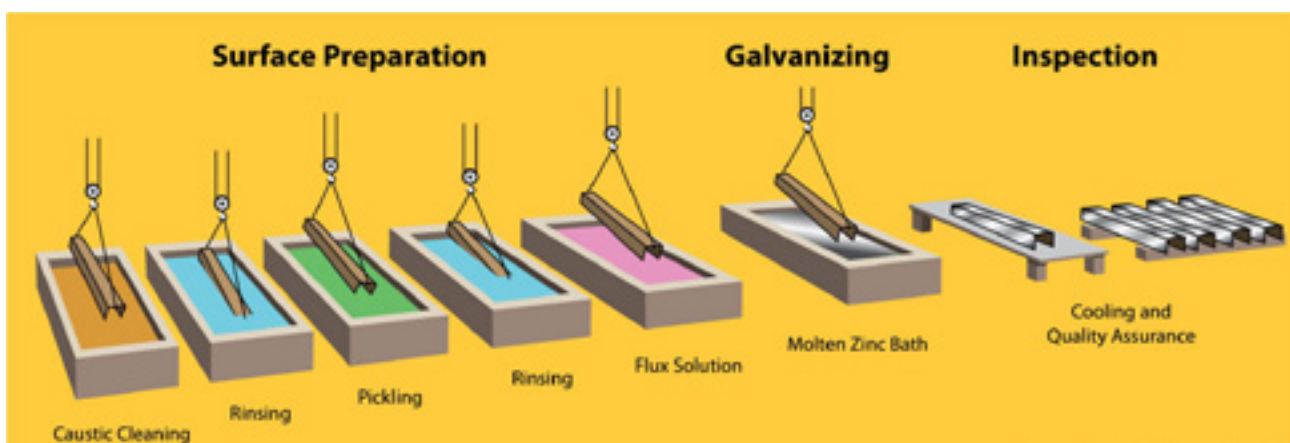 Surface Preparation
Galvanizing
Inspection
Caustic Cleaning
Rinsing
Pickling
Rinsing
Flux Solution
Molten Zinc Bath
Cooling and
Quality Assurance